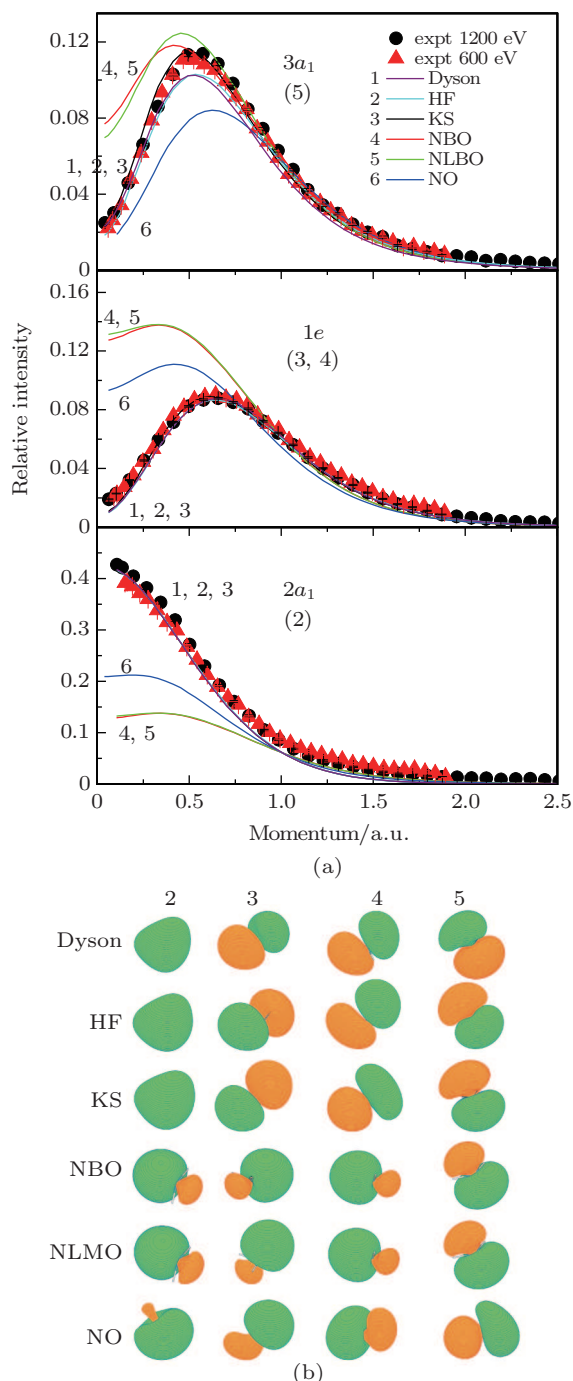 0.12
0.08
0.04
0
4, 5
3a₁
(5)
1, 2, 3
6
expt 1200 eV
expt 600 eV
1 Dyson
2 HF
3 KS
4 NBO
5 NLBO
6 NO
0.16
0.12
0.08
0.04
0
4, 5
1e
(3, 4)
6
1, 2, 3
Relative intensity
0.4
0.3
0.2
0.1
0
1, 2, 3
2a₁
(2)
6
4, 5
0 0.5 1.0 1.5 2.0 2.5
Momentum/a.u.
(a)
2 3 4 5
Dyson
HF
KS
NBO
NLMO
NO
(b)